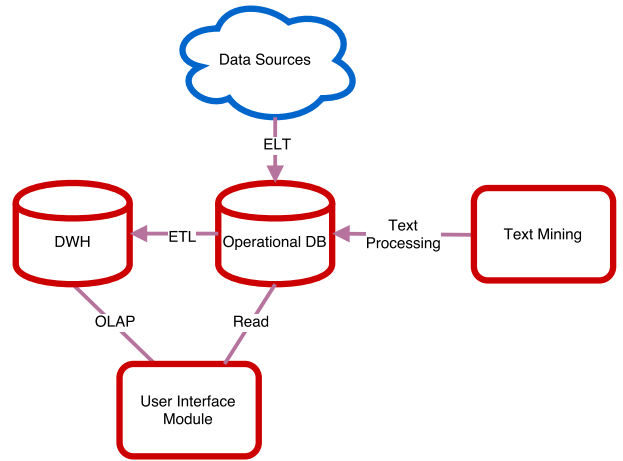 Data Sources
ELT
DWH
ETL
Operational DB
Text
Processing
Text Mining
OLAP
Read
User Interface
Module